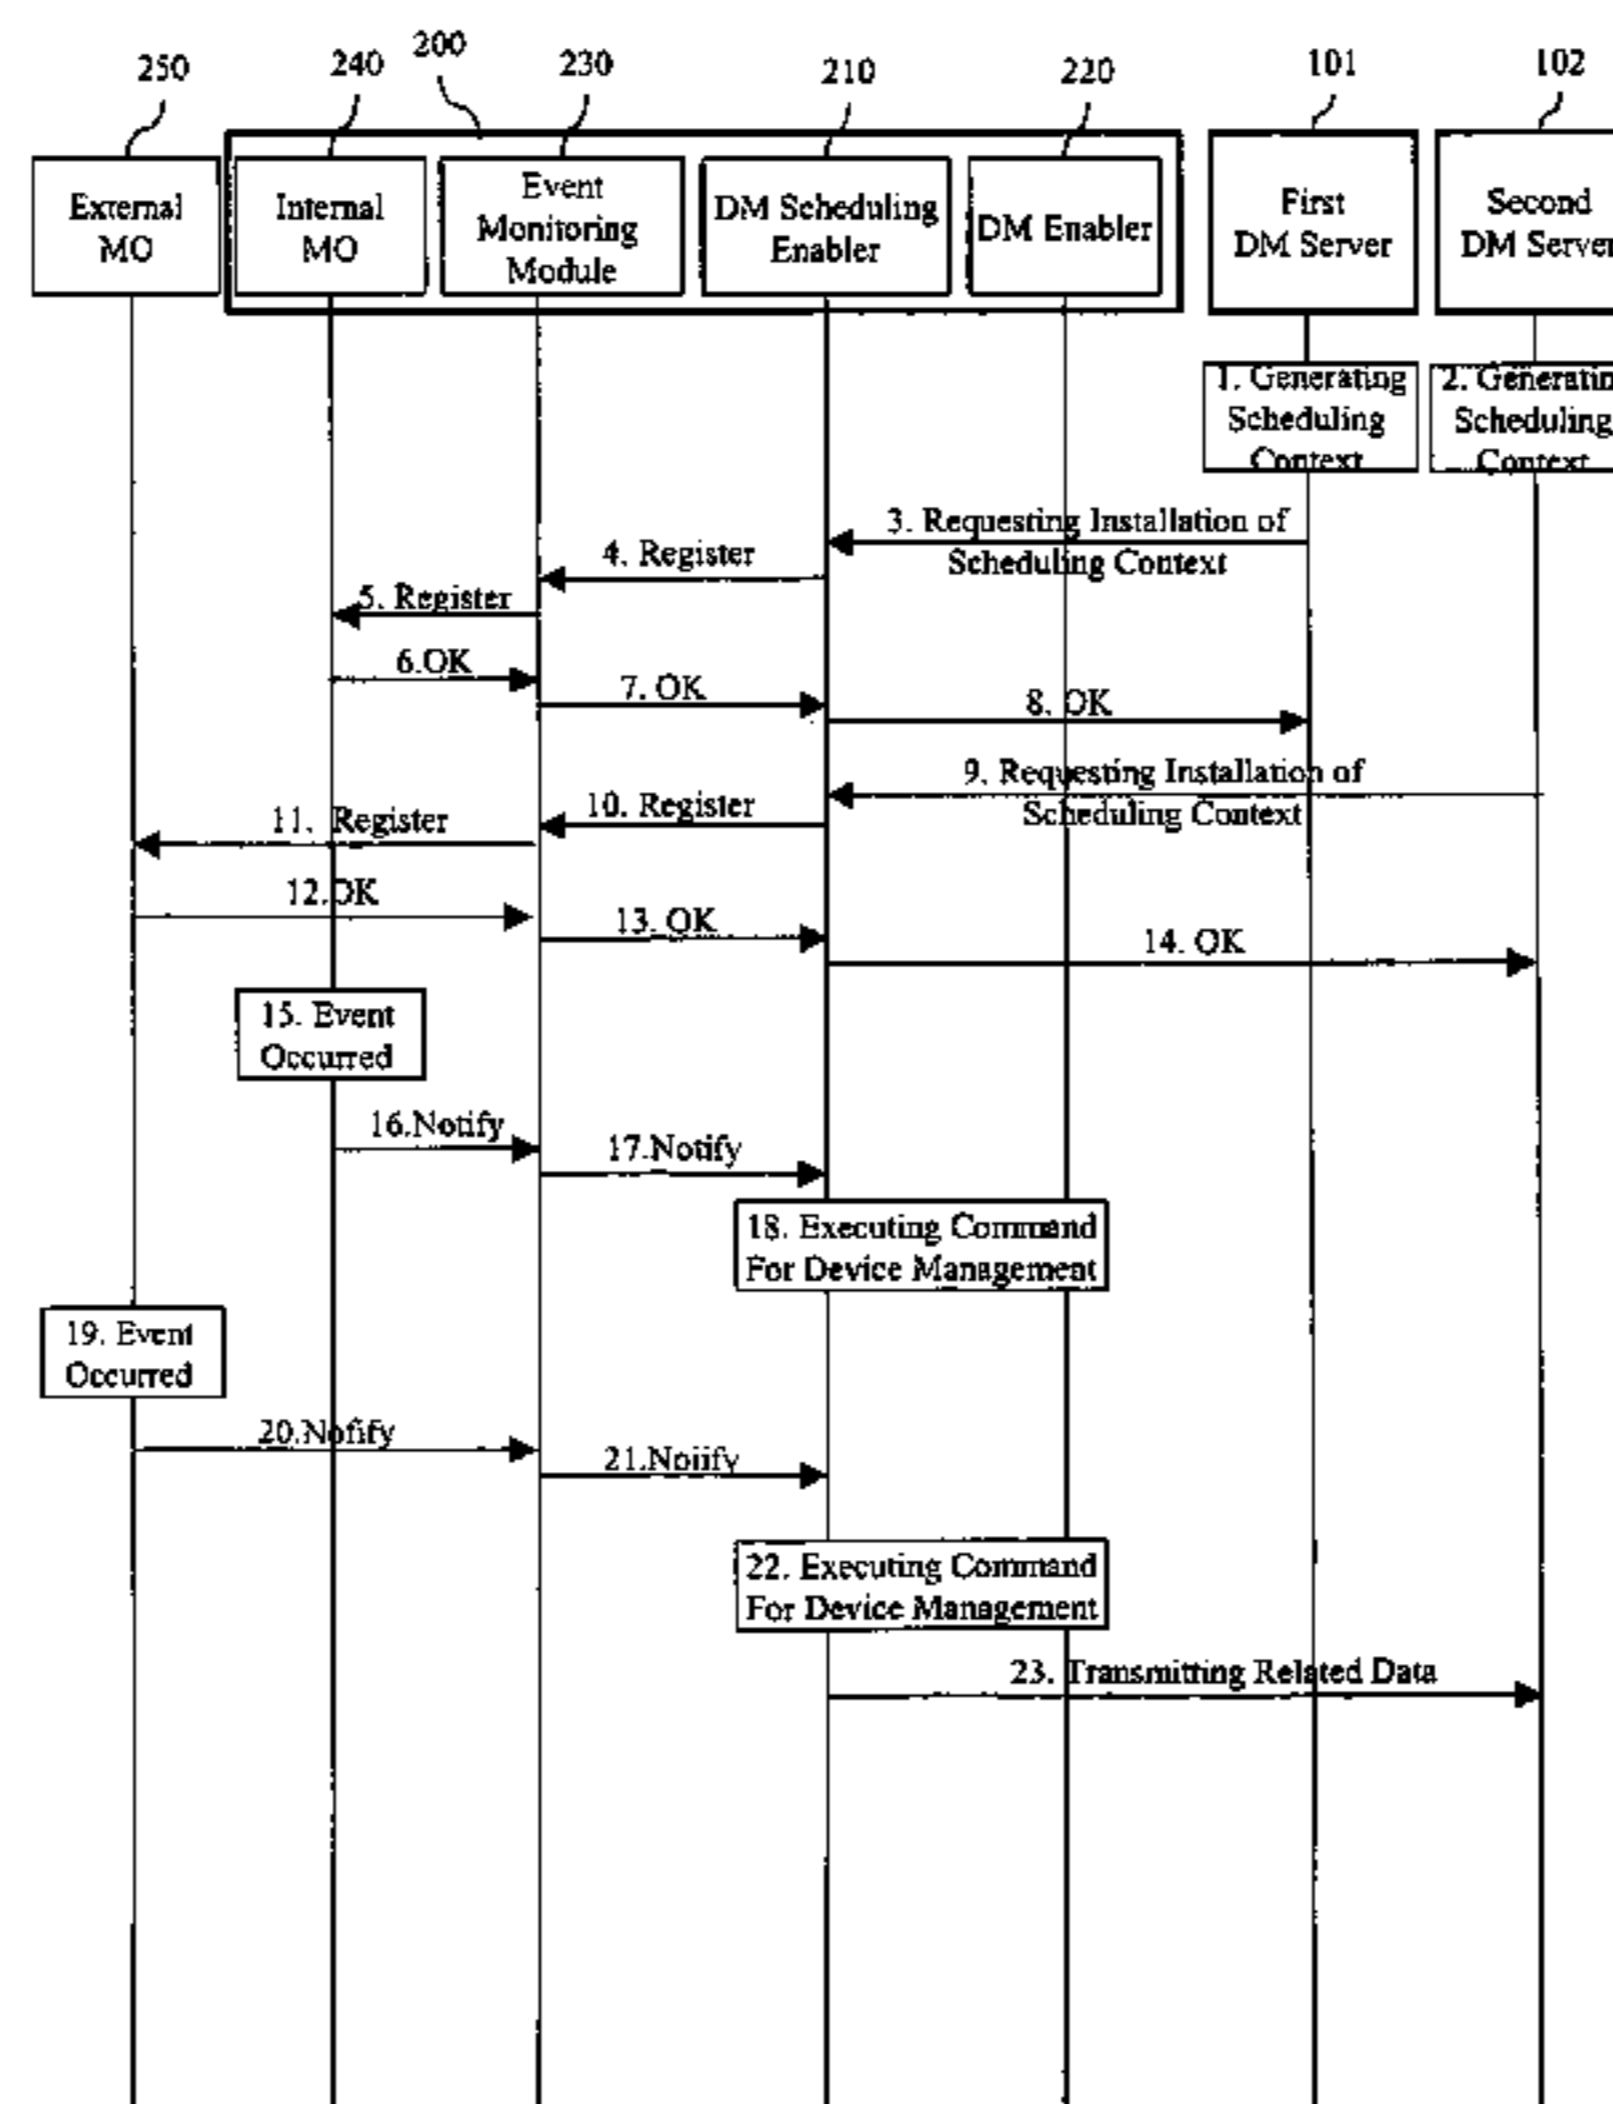 250
240
200
230
210
220
101
102
External
MO
Internal
MO
Event
Monitoring
Module
DM Scheduling
Enabler
DM Enabler
First
DM Server
Second
DM Server
1. Generating
Scheduling
Context
2. Generatin
Scheduling
Context
3. Requesting Installation of
Scheduling Context
4. Register
5. Register
6.OK
7. OK
8. OK
9. Requesting Installation of
Scheduling Context
10. Register
11. Register
12.OK
13. OK
14. OK
15. Event
Occurred
16.Notify
17.Notify
18. Executing Command
For Device Management
19. Event
Occurred
20.Notify
21.Notify
22. Executing Command
For Device Management
23. Transmitting Related Data